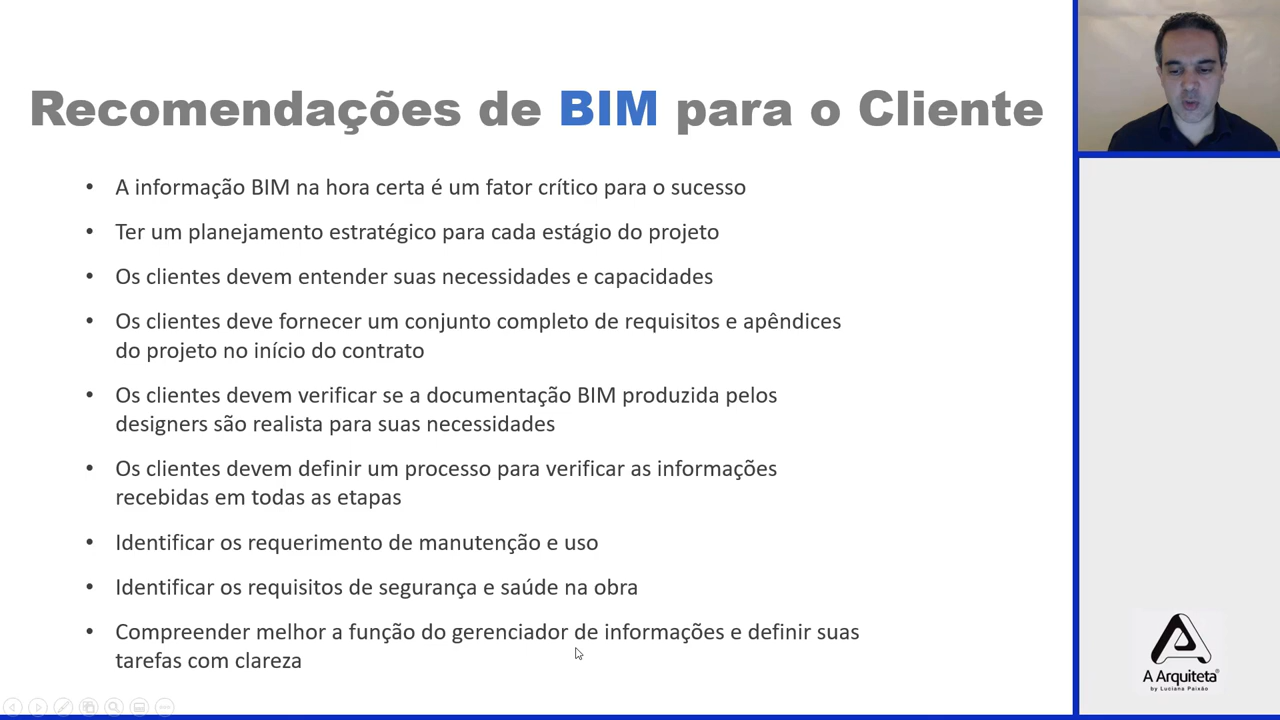 Recomendações de BIM para o Cliente
• A informação BIM na hora certa é um fator crítico para o sucesso
• Ter um planejamento estratégico para cada estágio do projeto
• Os clientes devem entender suas necessidades e capacidades
• Os clientes deve fornecer um conjunto completo de requisitos e apêndices
do projeto no início do contrato
• Os clientes devem verificar se a documentação BIM produzida pelos
designers são realista para suas necessidades
• Os clientes devem definir um processo para verificar as informações
recebidas em todas as etapas
• Identificar os requerimento de manutenção e uso
• Identificar os requisitos de segurança e saúde na obra
• Compreender melhor a função do gerenciador de informações e definir suas
tarefas com clareza
A Arquiteta®
by Luciana Paixão